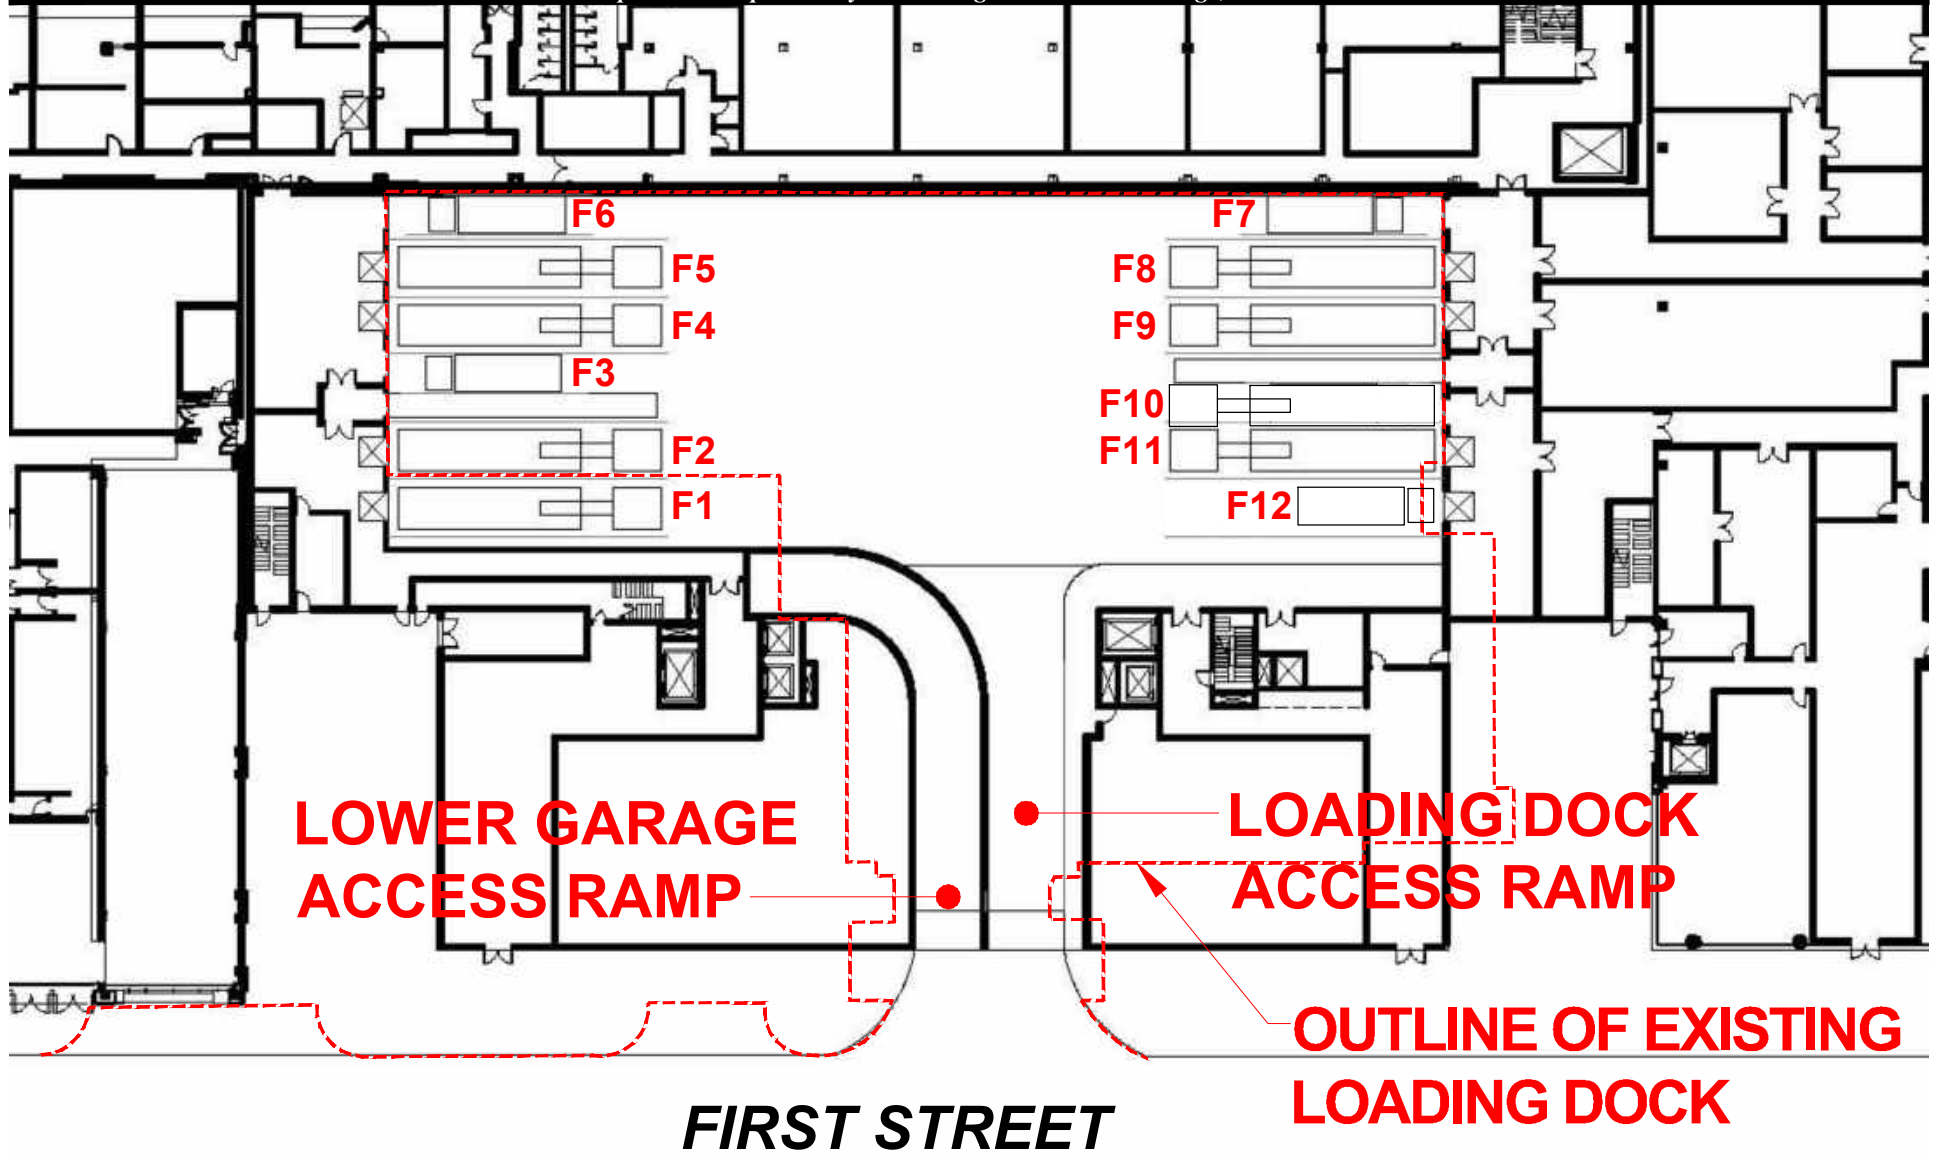 F6 F7
F5 F8
F4 F9
F3 F10
F2 F11
F1 F12
LOWER GARAGE
ACCESS RAMP
LOADING DOCK
ACCESS RAMP
OUTLINE OF EXISTING
LOADING DOCK
FIRST STREET